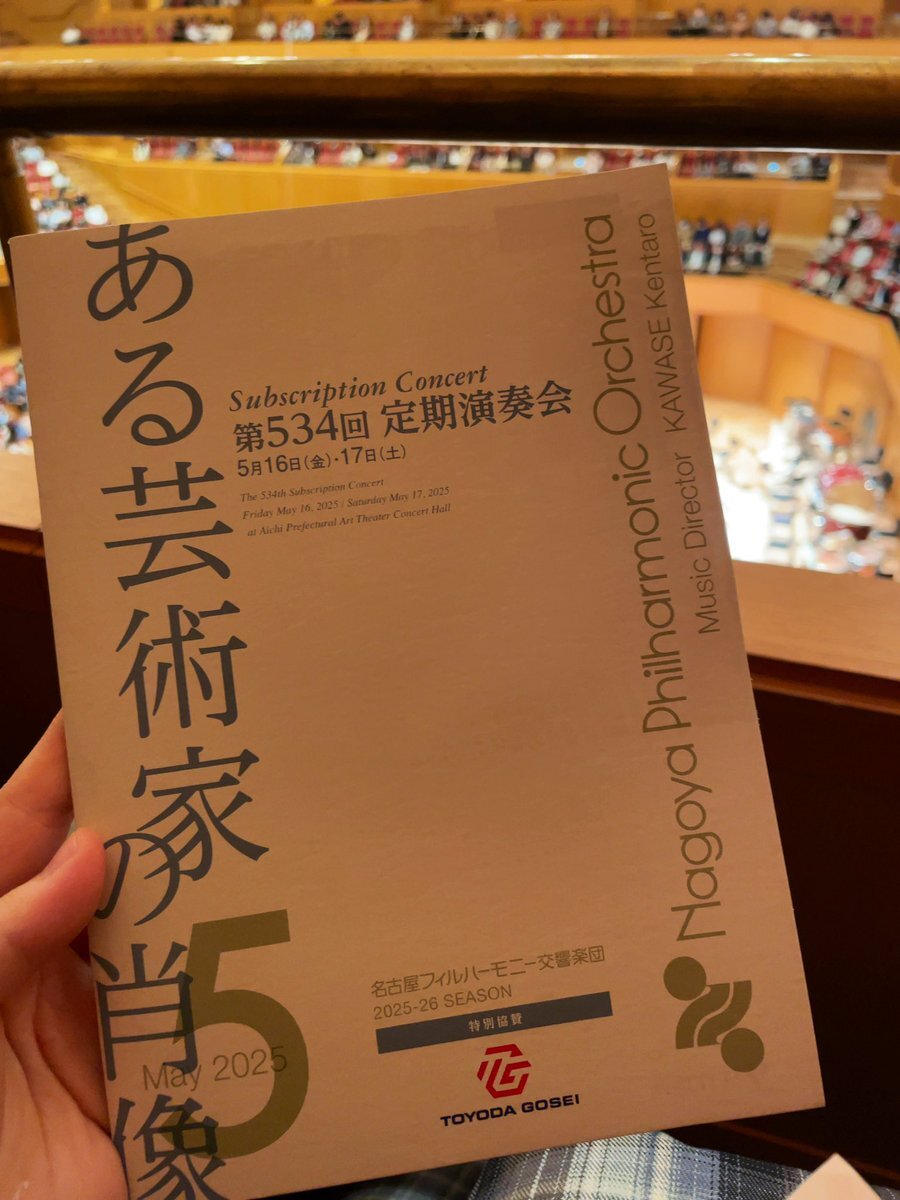 ある芸術家の肖像
Subscription Concert
第534回 定期演奏会
5月16日(金)・17日(土)
The 534th Subscription Concert
Friday May 16, 2025 / Saturday May 17, 2025
at Aichi Prefectural Art Theater Concert Hall
Nagoya Philharmonic Orchestra
Music Director KAWASE Kentaro
5
May 2025
名古屋フィルハーモニー交響楽団
2025-26 SEASON
特別協賛
TG
TOYODA GOSEI